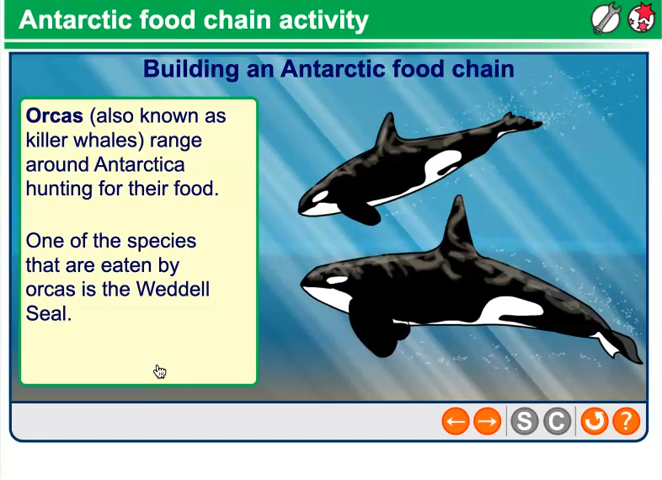 Antarctic food chain activity
Building an Antarctic food chain
Orcas (also known as
killer whales) range
around Antarctica
hunting for their food.
One of the species
that are eaten by
orcas is the Weddell
Seal.
S C ?